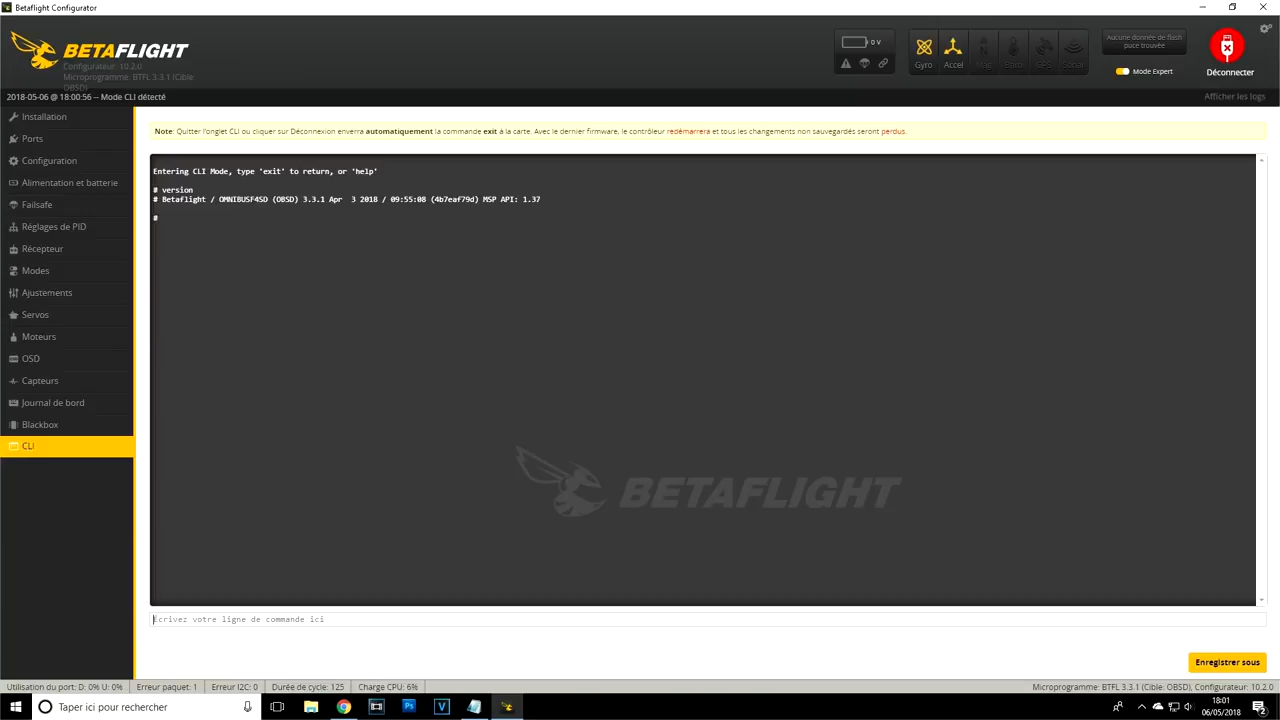 Betaflight Configurator
BETAFLIGHT
Configurateur: 10.2.0
Microprogramme: BTFL 3.3.1 (Cible:
OBSD)
0 V
Gyro
Accel
Mag
Baro
GPS
Sonar
Aucune donnée de flash
puce trouvée
Mode Expert
Déconnecter
2018-05-06 @ 18:00:56 -- Mode CLI détecté
Afficher les logs
Installation
Ports
Configuration
Alimentation et batterie
Failsafe
Réglages de PID
Récepteur
Modes
Ajustements
Servos
Moteurs
OSD
Capteurs
Journal de bord
Blackbox
CLI
Note: Quitter l'onglet CLI ou cliquer sur Déconnexion enverra automatiquement la commande exit à la carte. Avec le dernier firmware, le contrôleur redémarrera et tous les changements non sauvegardés seront perdus.
Entering CLI Mode, type 'exit' to return, or 'help'
# version
# Betaflight / OMNIBUSF4SD (OBSD) 3.3.1 Apr  3 2018 / 09:55:08 (4b7eaf79d) MSP API: 1.37
#
BETAFLIGHT
Écrivez votre ligne de commande ici
Enregistrer sous
Utilisation du port: D: 0% U: 0%
Erreur paquet: 1
Erreur I2C: 0
Durée de cycle: 125
Charge CPU: 6%
Microprogramme: BTFL 3.3.1 (Cible: OBSD), Configurateur: 10.2.0
Taper ici pour rechercher
18:01
06/05/2018
2